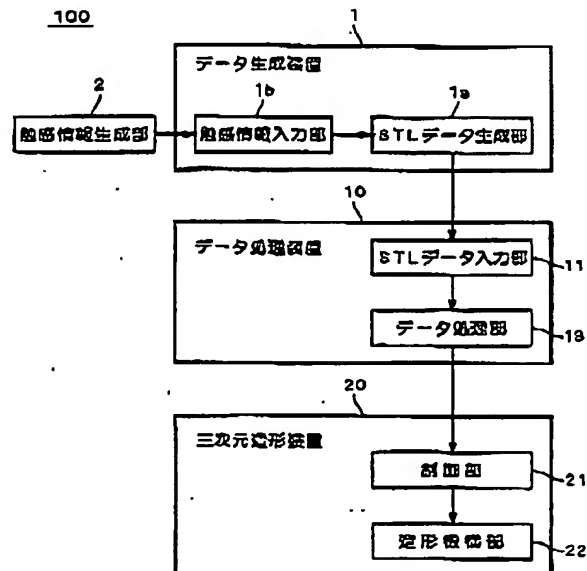 100
1
データ生成装置
2
1b
1a
触感情報生成部
触感情報入力部
STLデータ生成部
10
データ処理装置
STLデータ入力部
11
データ処理部
13
20
三次元造形装置
制御部
21
造形機構部
22